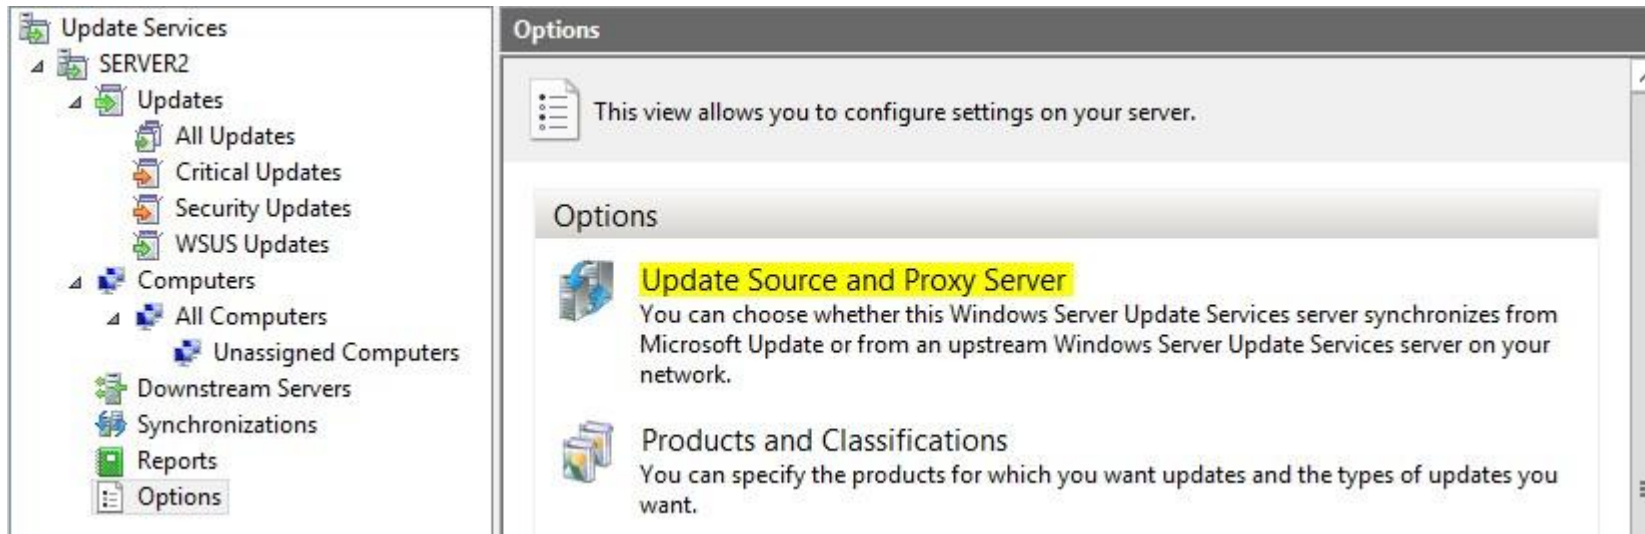 Update Services
SERVER2
Updates
All Updates
Critical Updates
Security Updates
WSUS Updates
Computers
All Computers
Unassigned Computers
Downstream Servers
Synchronizations
Reports
Options
Options
This view allows you to configure settings on your server.
Options
Update Source and Proxy Server
You can choose whether this Windows Server Update Services server synchronizes from
Microsoft Update or from an upstream Windows Server Update Services server on your
network.
Products and Classifications
You can specify the products for which you want updates and the types of updates you
want.